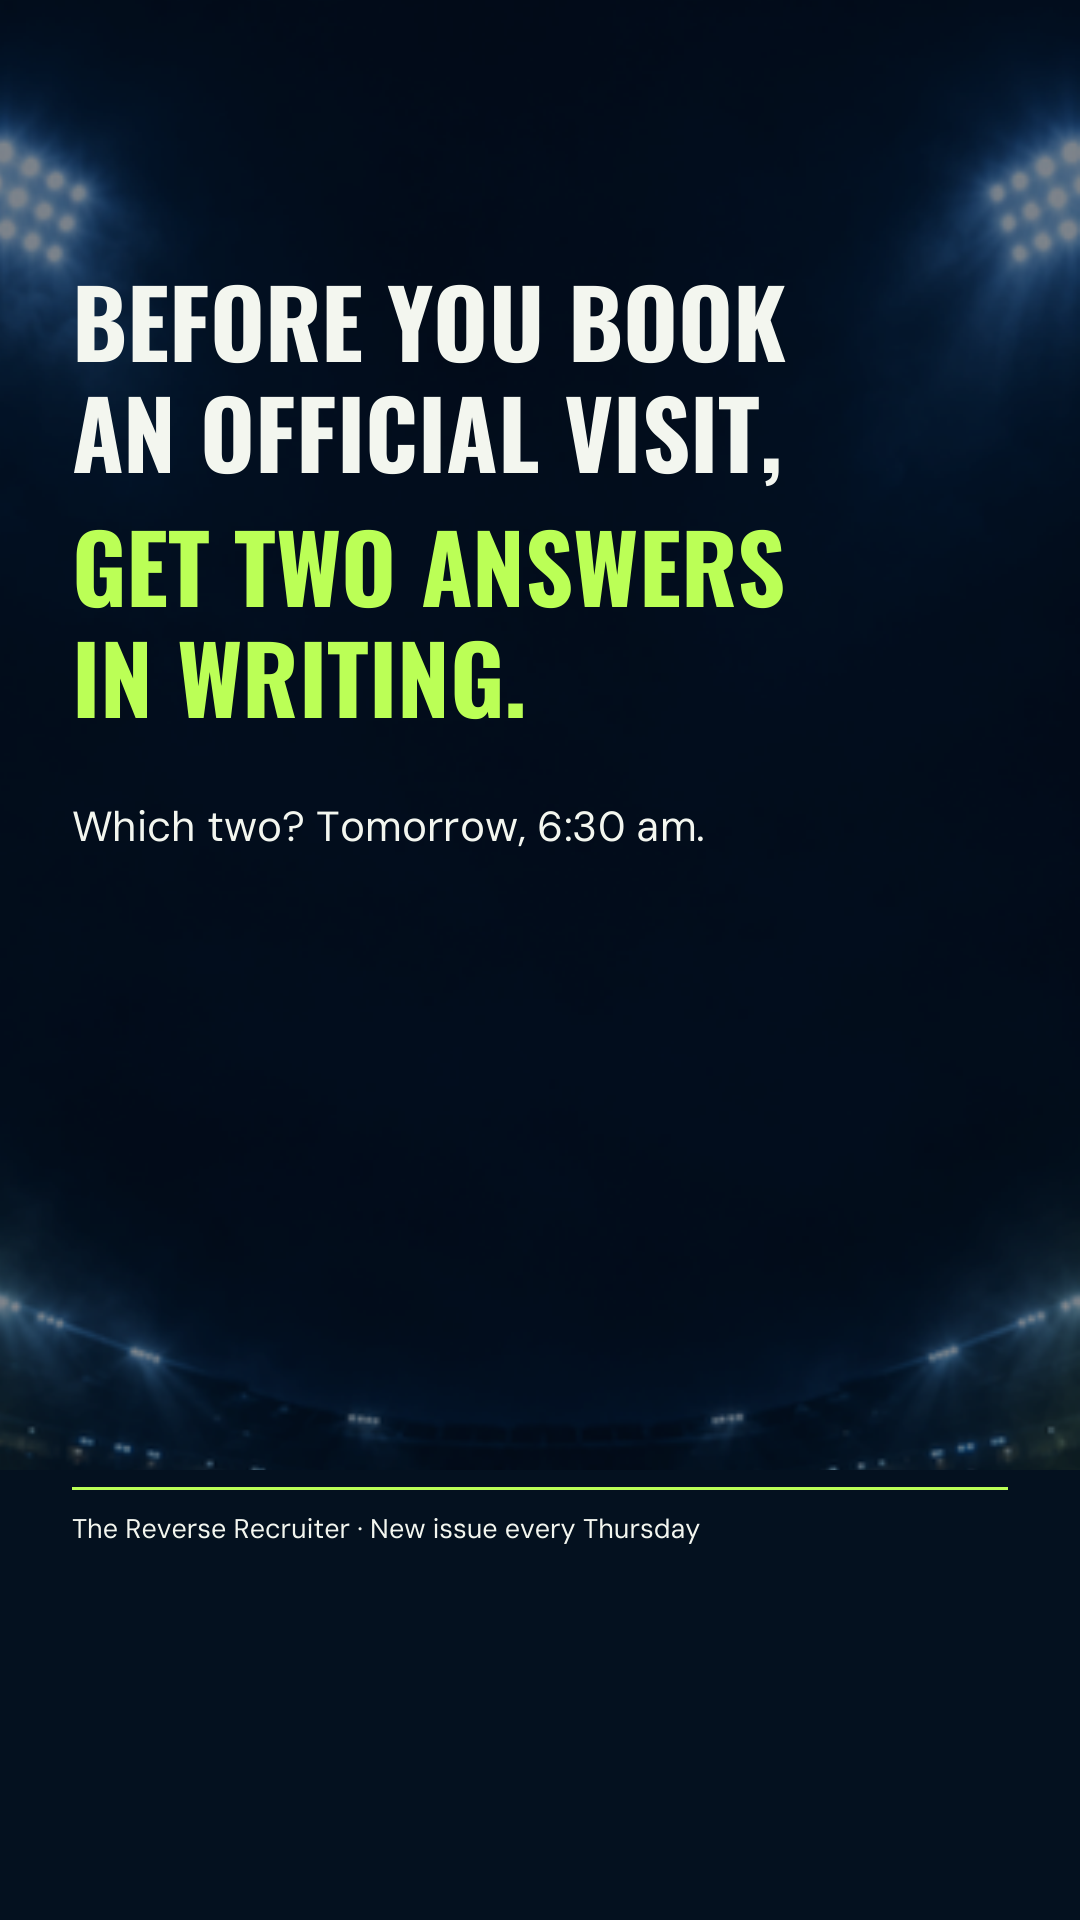 BEFORE YOU BOOK
AN OFFICIAL VISIT,
GET TWO ANSWERS
IN WRITING.
Which two? Tomorrow, 6:30 am.
The Reverse Recruiter · New issue every Thursday